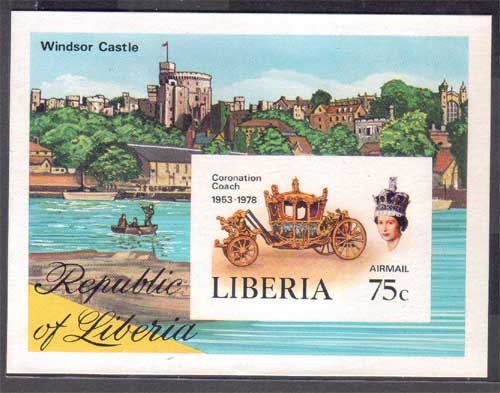 Windsor Castle
Coronation
Coach
1953-1978
AIRMAIL
LIBERIA 75c
Republic
of Liberia